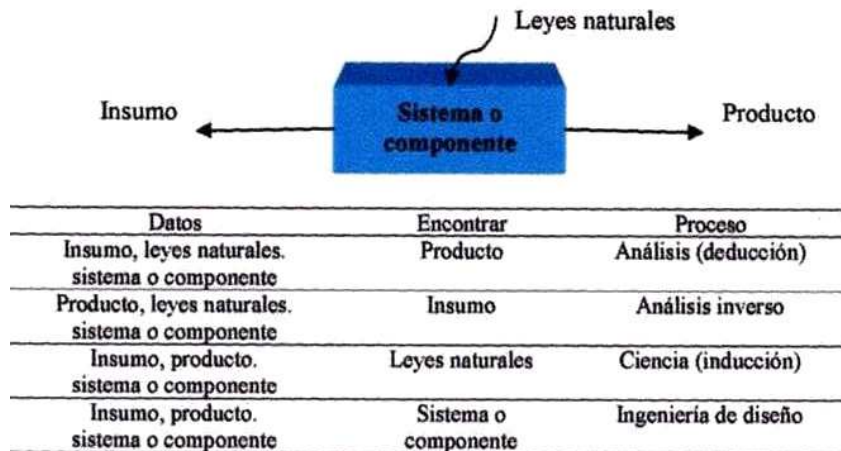 Leyes naturales
Insumo
Sistema o
componente
Producto
Datos Encontrar Proceso
Insumo, leyes naturales. Producto Análisis (deducción)
sistema o componente
Producto, leyes naturales. Insumo Análisis inverso
sistema o componente
Insumo, producto. Leyes naturales Ciencia (inducción)
sistema o componente
Insumo, producto. Sistema o Ingeniería de diseño
sistema o componente componente